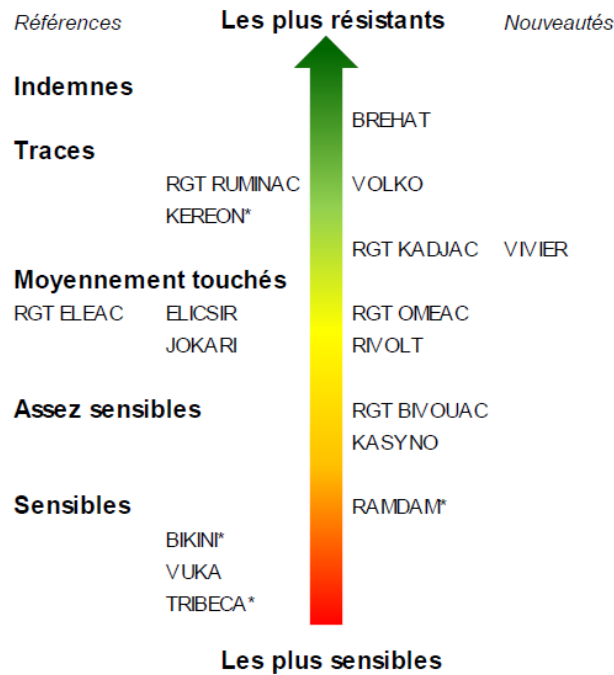 Références Les plus résistants Nouveautés
Indemnes
BREHAT
Traces
RGT RUMINAC VOLKO
KEREON*
RGT KADJAC VIVIER
Moyennement touchés
RGT ELEAC ELICSIR RGT OMEAC
JOKARI RIVOLT
Assez sensibles RGT BIVOUAC
KASYNO
Sensibles RAMDAM*
BIKINI*
VUKA
TRIBECA*
Les plus sensibles